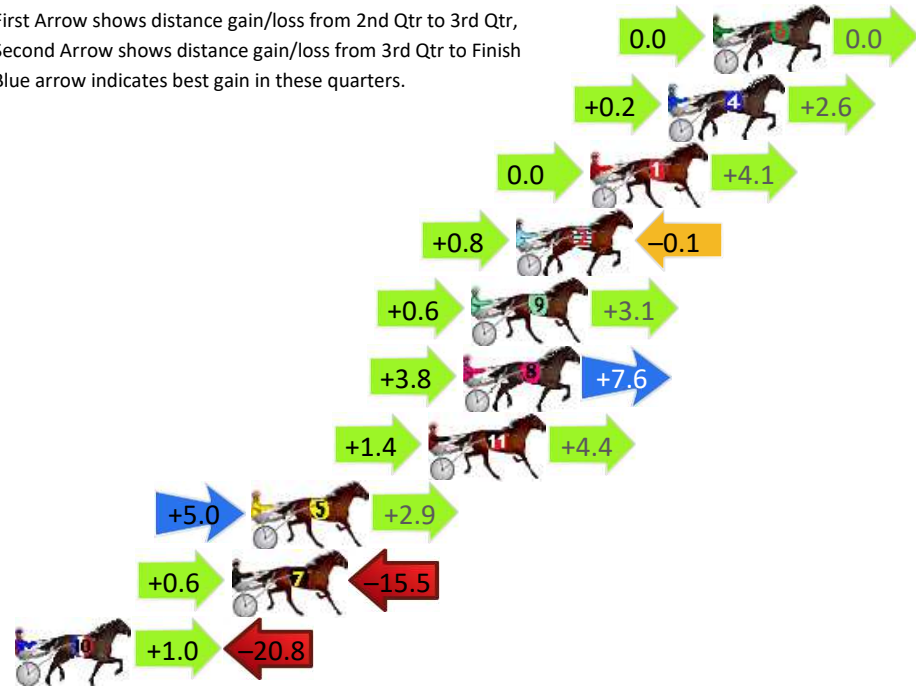 First Arrow shows distance gain/loss from 2nd Qtr to 3rd Qtr,
Second Arrow shows distance gain/loss from 3rd Qtr to Finish
Blue arrow indicates best gain in these quarters.
0.0 0.0
+0.2 4 +2.6
0.0 1 +4.1
+0.8 –0.1
+0.6 9 +3.1
+3.8 8 +7.6
+1.4 11 +4.4
+5.0 5 +2.9
+0.6 7 –15.5
10 +1.0 –20.8